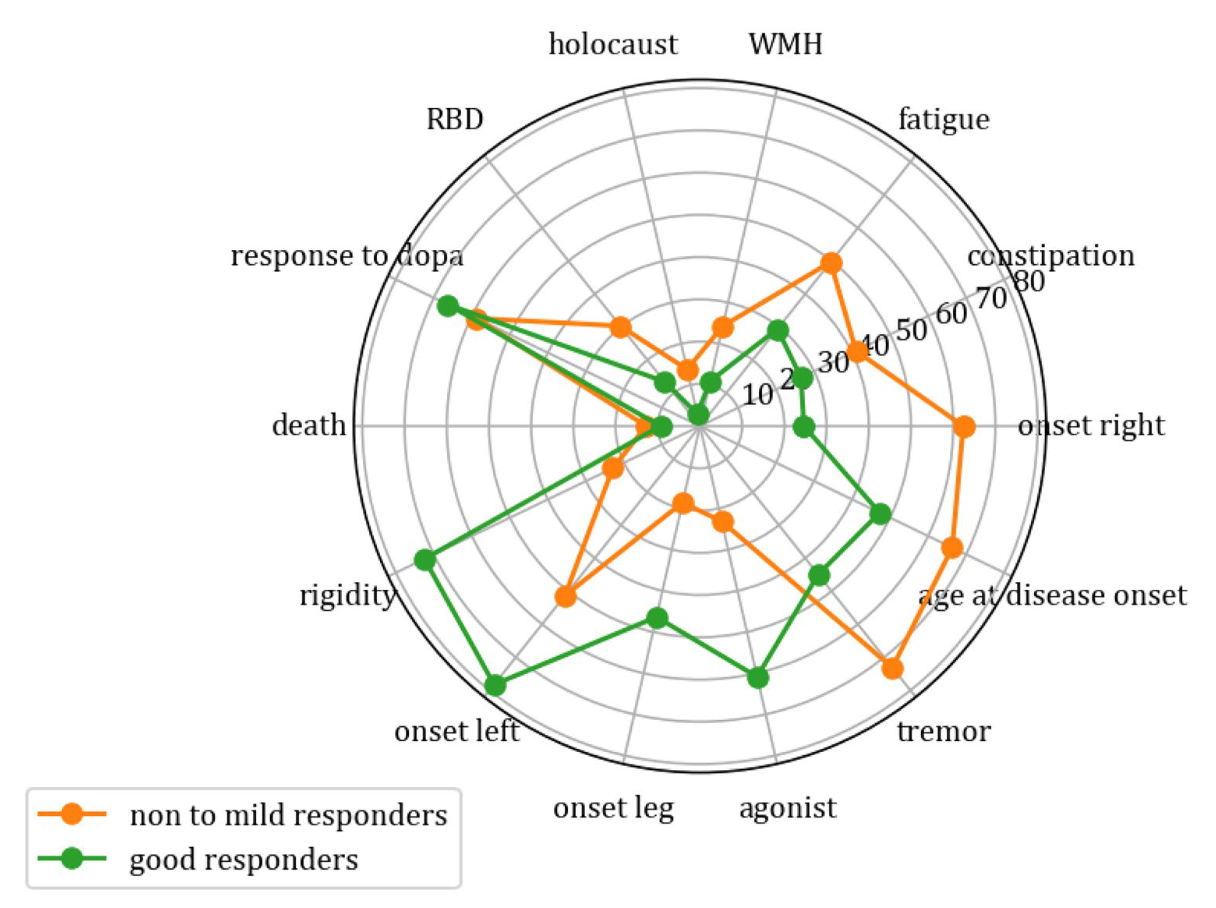 holocaust WMH
RBD fatigue
response to dopa constipation
80
70
60
50
40
30
2
10
death onset right
rigidity age at disease onset
onset left tremor
onset leg agonist
non to mild responders
good responders